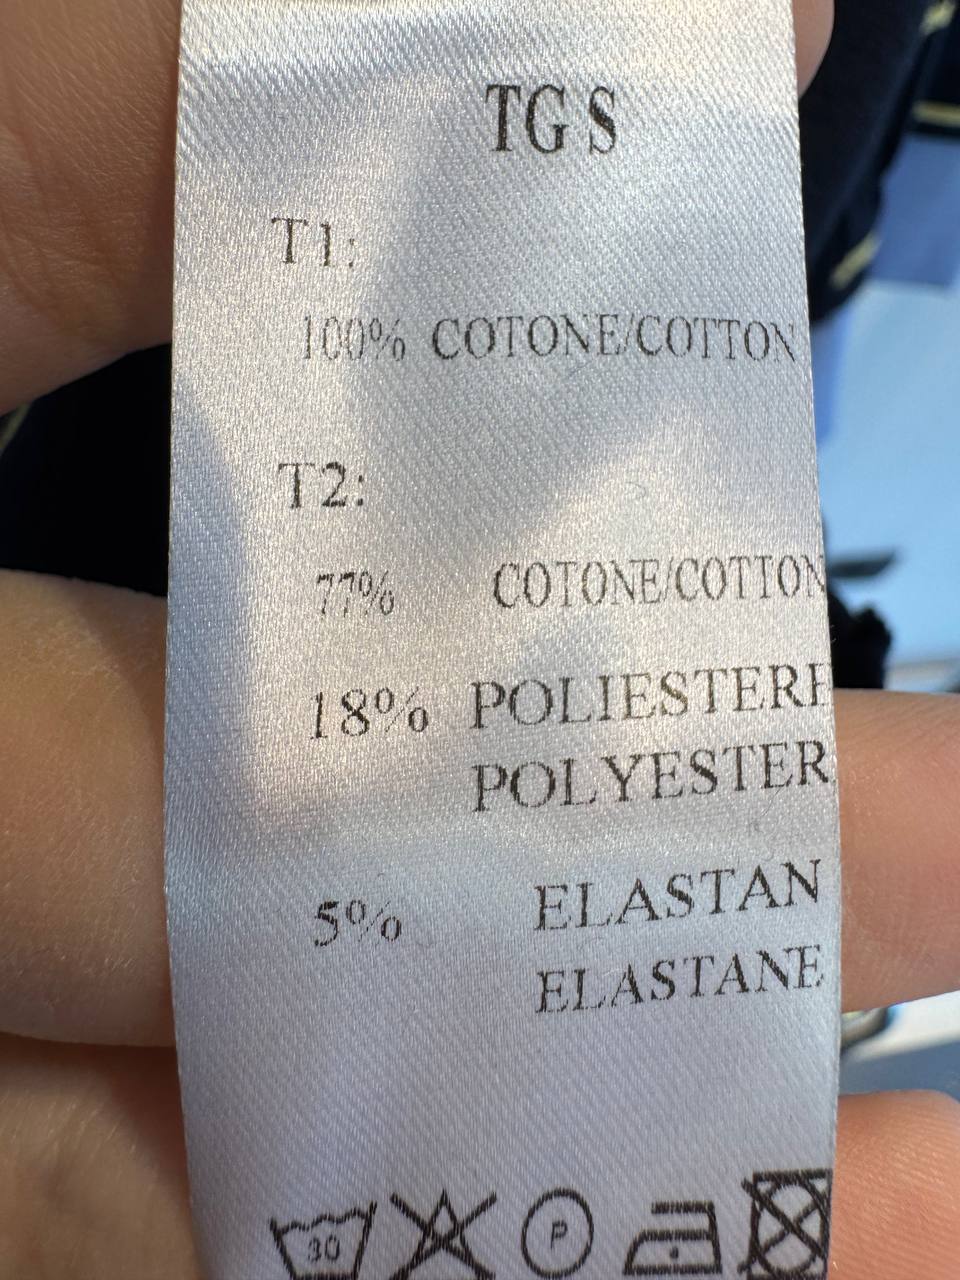 TG S
T1:
100% COTONE/COTTON
T2:
77% COTONE/COTTON
18% POLIESTERE
POLYESTER
5% ELASTAN
ELASTANE
30 P